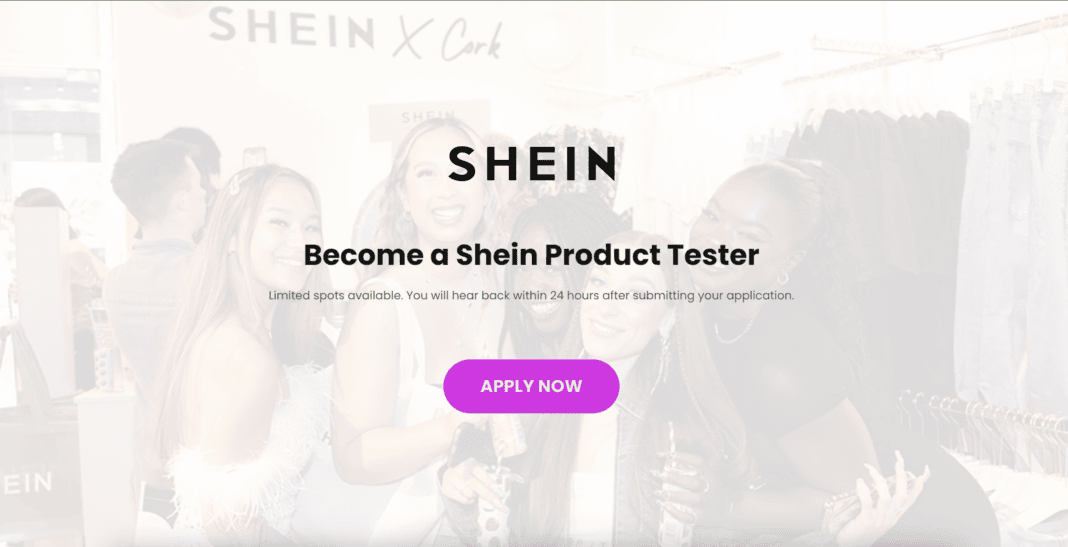 SHEIN X Cork
SHEIN
SHEIN
Become a Shein Product Tester
Limited spots available. You will hear back within 24 hours after submitting your application.
APPLY NOW
SHEIN